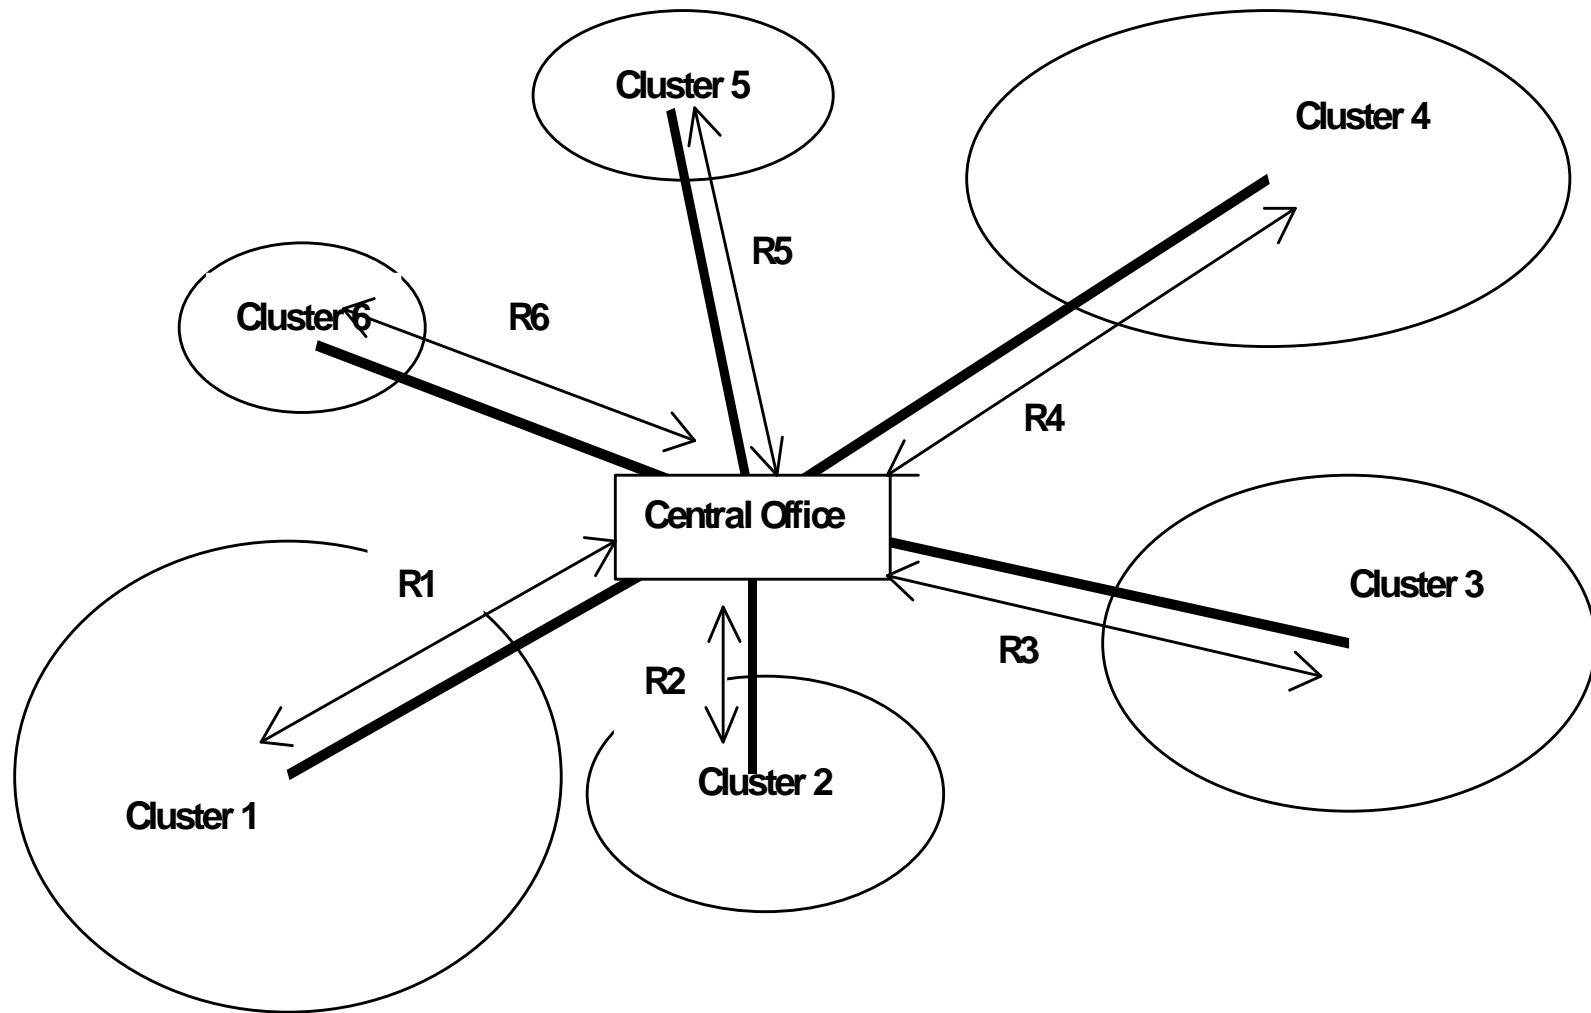 Cluster 5
Cluster 4
R5
Cluster 6
R6
R4
Central Office
R1
Cluster 3
R3
R2
Cluster 2
Cluster 1